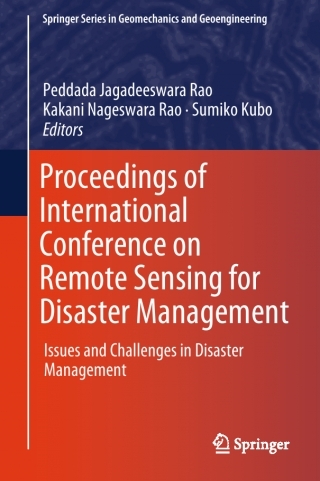 Springer Series in Geomechanics and Geoengineering
Peddada Jagadeeswara Rao
Kakani Nageswara Rao · Sumiko Kubo
Editors
Proceedings of
International
Conference on
Remote Sensing for
Disaster Management
Issues and Challenges in Disaster
Management
Springer